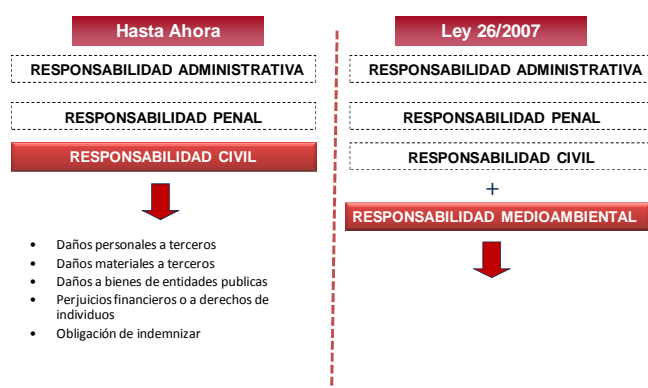 Hasta Ahora
RESPONSABILIDAD ADMINISTRATIVA
RESPONSABILIDAD PENAL
RESPONSABILIDAD CIVIL
• Daños personales a terceros
• Daños materiales a terceros
• Daños a bienes de entidades publicas
• Perjuicios financieros o a derechos de
individuos
• Obligación de indemnizar
Ley 26/2007
RESPONSABILIDAD ADMINISTRATIVA
RESPONSABILIDAD PENAL
RESPONSABILIDAD CIVIL
+
RESPONSABILIDAD MEDIOAMBIENTAL